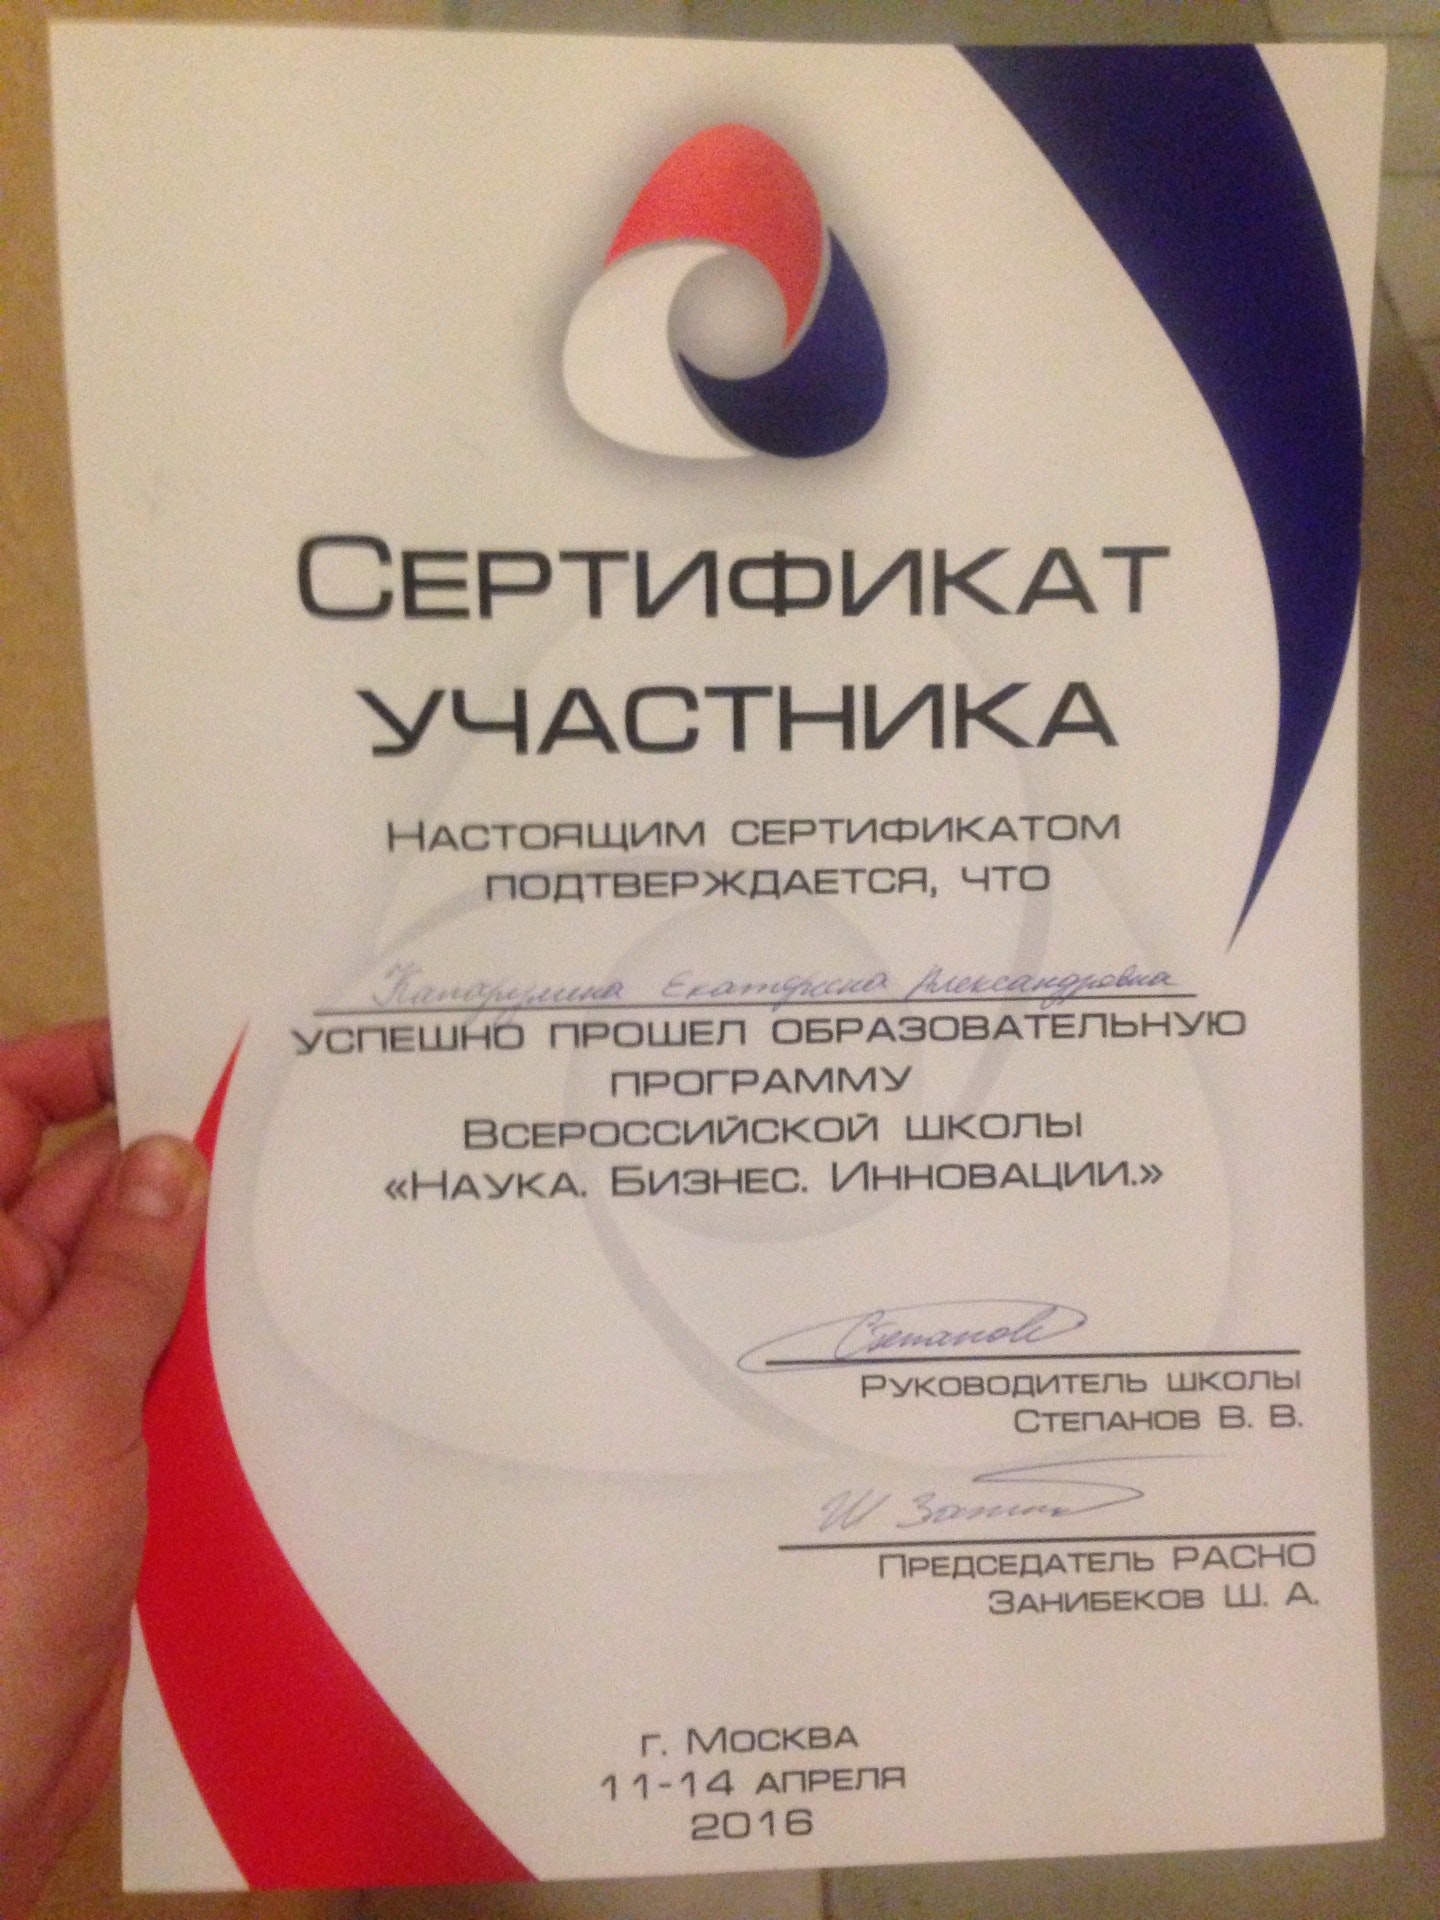 Сертификат
участника
Настоящим сертификатом
подтверждается, что
Екатерина Александровна
успешно прошел образовательную
программу
Всероссийской школы
«Наука. Бизнес. Инновации.»
Степанов
Руководитель школы
Степанов В. В.
Председатель РАСНО
Занибеков Ш. А.
г. Москва
11-14 апреля
2016